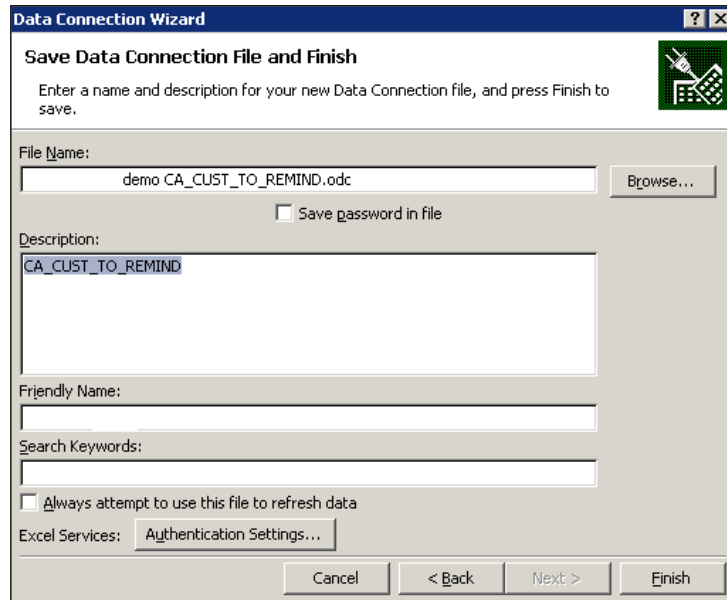 Data Connection Wizard
Save Data Connection File and Finish
Enter a name and description for your new Data Connection file, and press Finish to
save.
File Name:
demo CA_CUST_TO_REMIND.odc
Browse...
Save password in file
Description:
CA_CUST_TO_REMIND
Friendly Name:
Search Keywords:
Always attempt to use this file to refresh data
Excel Services: Authentication Settings...
Cancel < Back Next > Finish